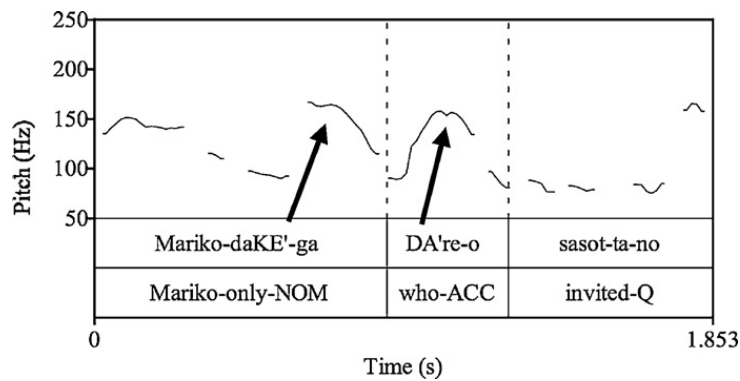 250
200
150
100
50
Pitch (Hz)
Mariko-daKE'-ga DA're-o sasot-ta-no
Mariko-only-NOM who-ACC invited-Q
0 1.853
Time (s)